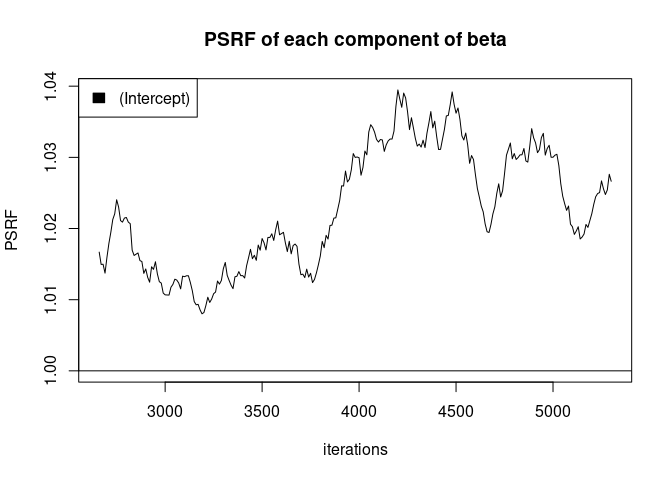 PSRF of each component of beta
(Intercept)
PSRF
1.04
1.03
1.02
1.01
1.00
3000 3500 4000 4500 5000
iterations